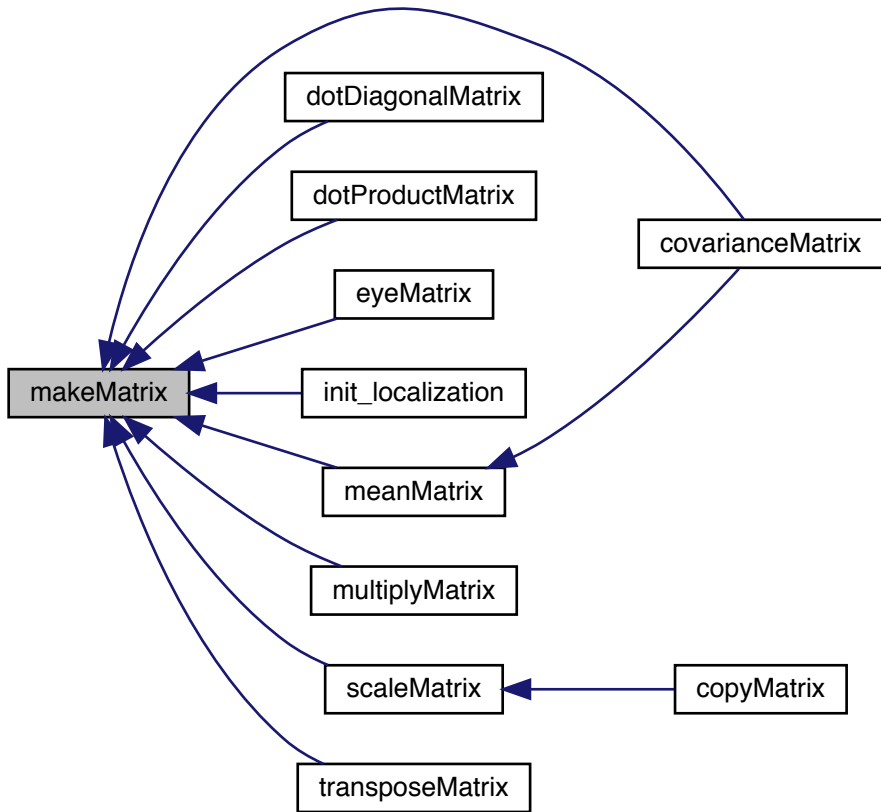 dotDiagonalMatrix
dotProductMatrix
covarianceMatrix
eyeMatrix
makeMatrix
init_localization
meanMatrix
multiplyMatrix
scaleMatrix
copyMatrix
transposeMatrix